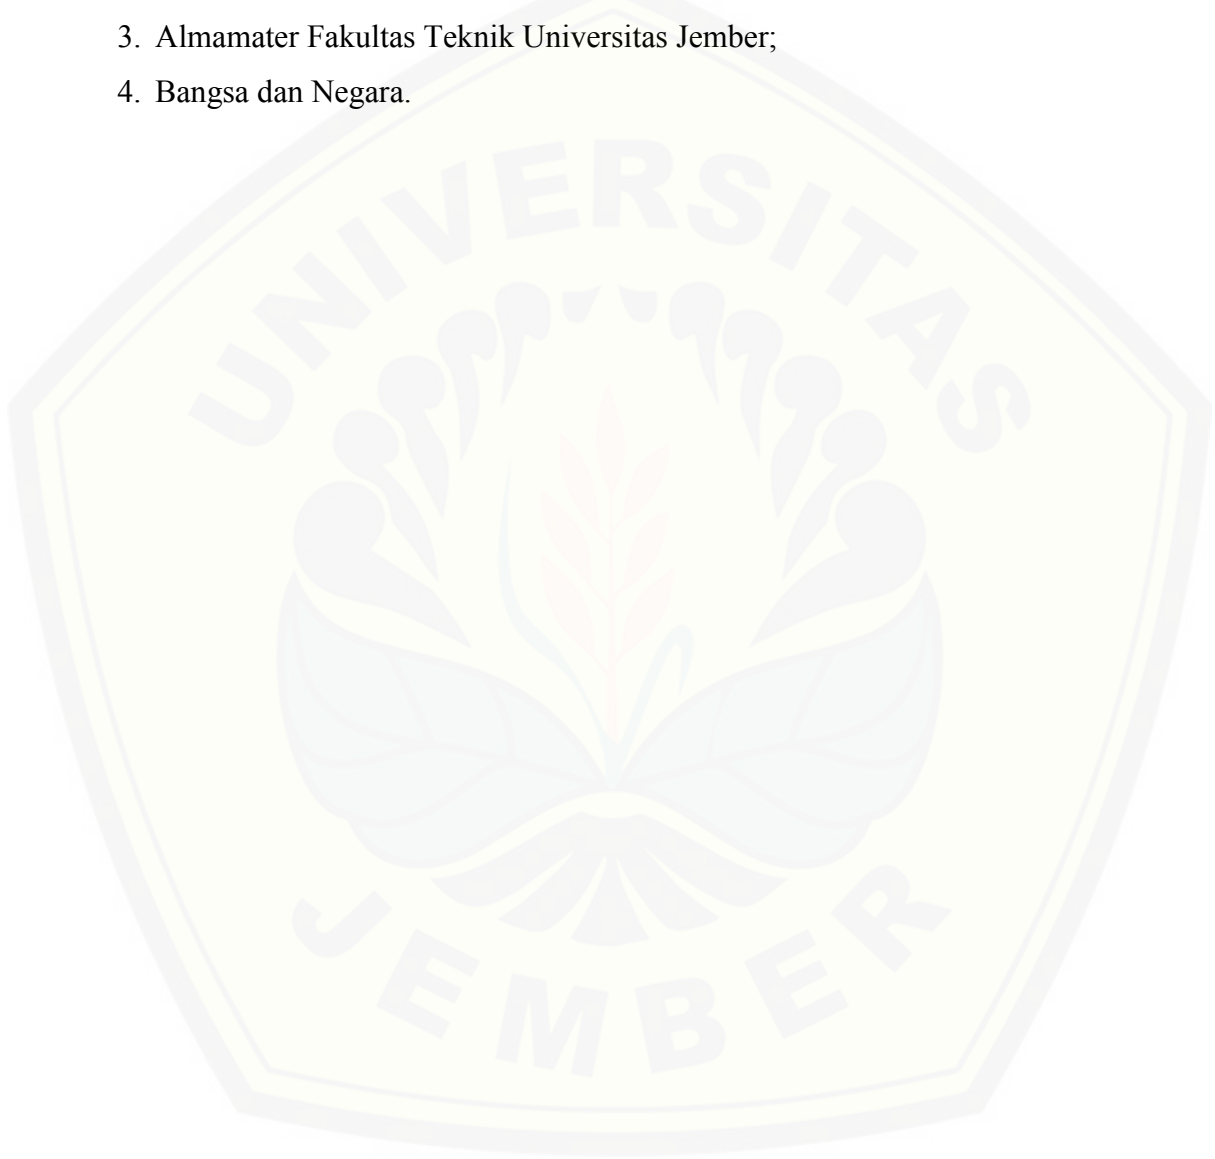 3. Almamater Fakultas Teknik Universitas Jember;
4. Bangsa dan Negara.
UNIVERSITAS
JEMBER